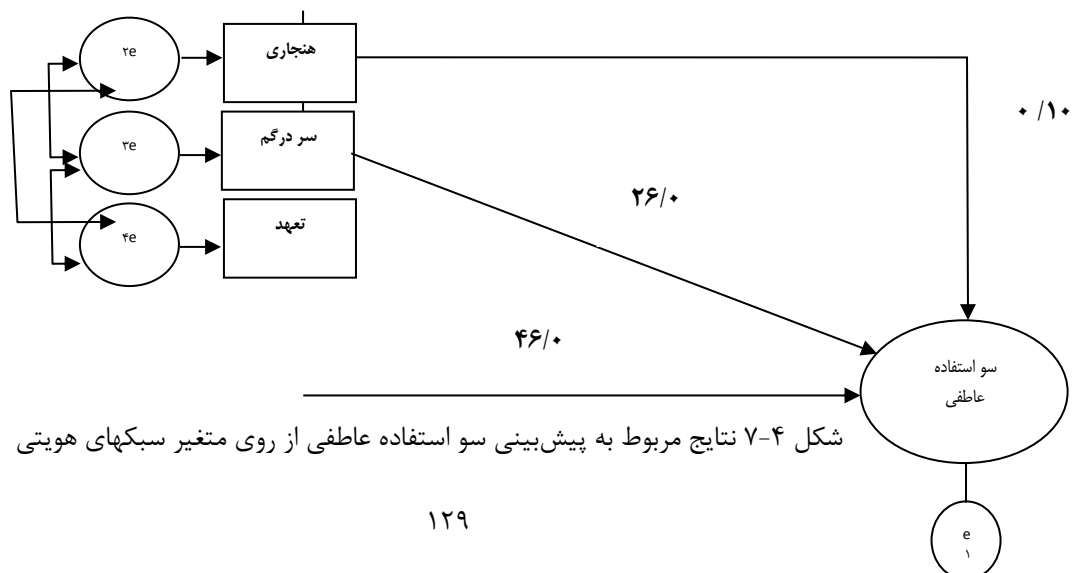 ۲e
هنجاری
۰/۱۰
۳e
سر درگم
۲۶/۰
۴e
تعهد
۴۶/۰
سو استفاده
عاطفی
شکل ۴-۷ نتایج مربوط به پیش‌بینی سو استفاده عاطفی از روی متغیر سبکهای هویتی
۱۲۹
e
۱